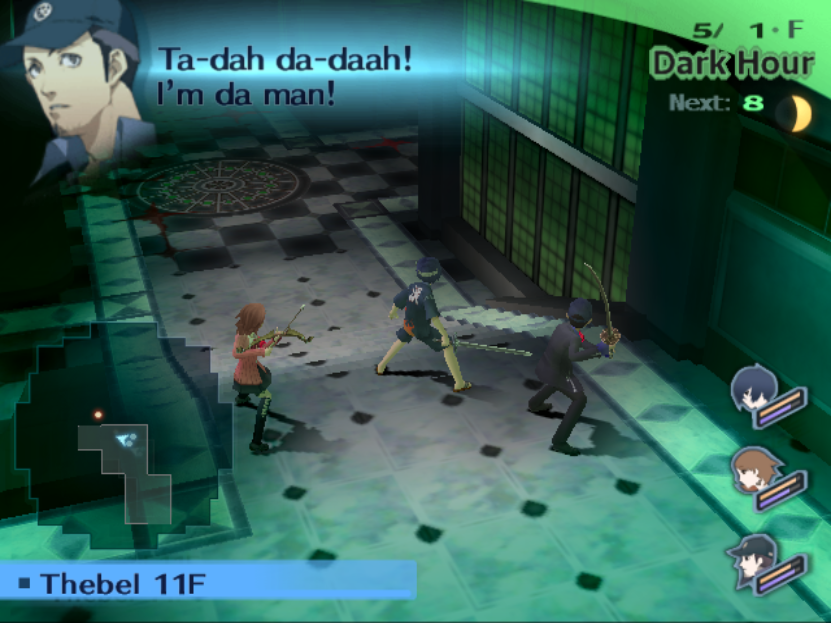 Ta-dah da-daah!
I'm da man!
5/ 1・F
Dark Hour
Next: 8
Thebel 11F